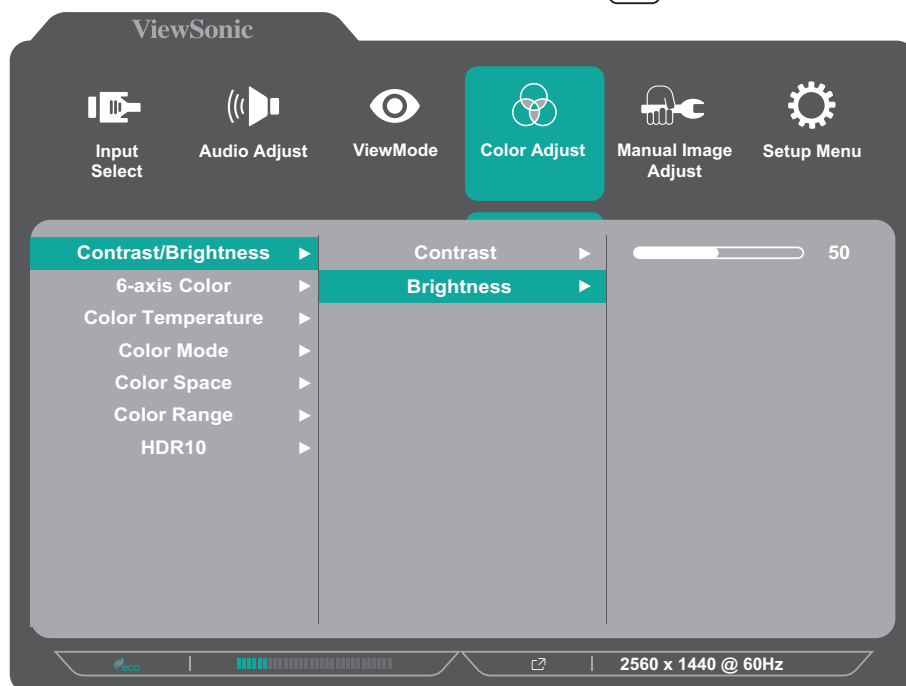 ViewSonic
Input Select
Audio Adjust
ViewMode
Color Adjust
Manual Image Adjust
Setup Menu
Contrast/Brightness
Contrast
50
6-axis Color
Brightness
Color Temperature
Color Mode
Color Space
Color Range
HDR10
eco
2560 x 1440 @ 60Hz